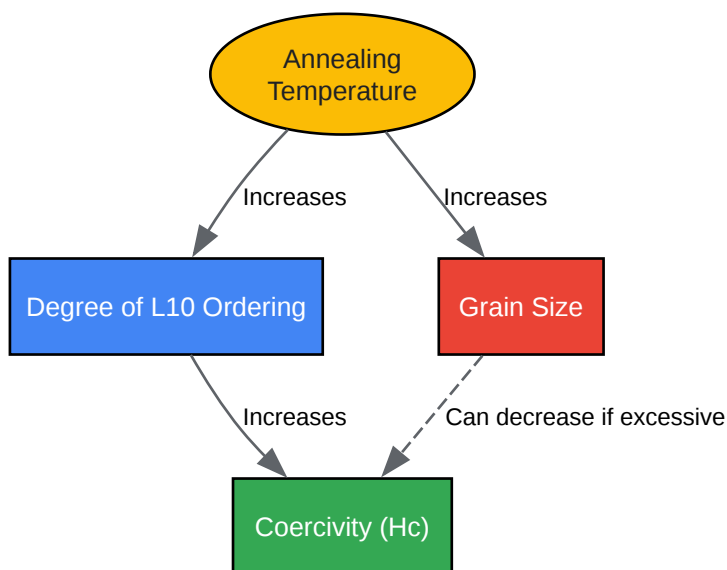 Annealing
Temperature
Increases
Increases
Degree of L10 Ordering
Grain Size
Increases
Can decrease if excessive
Coercivity (Hc)